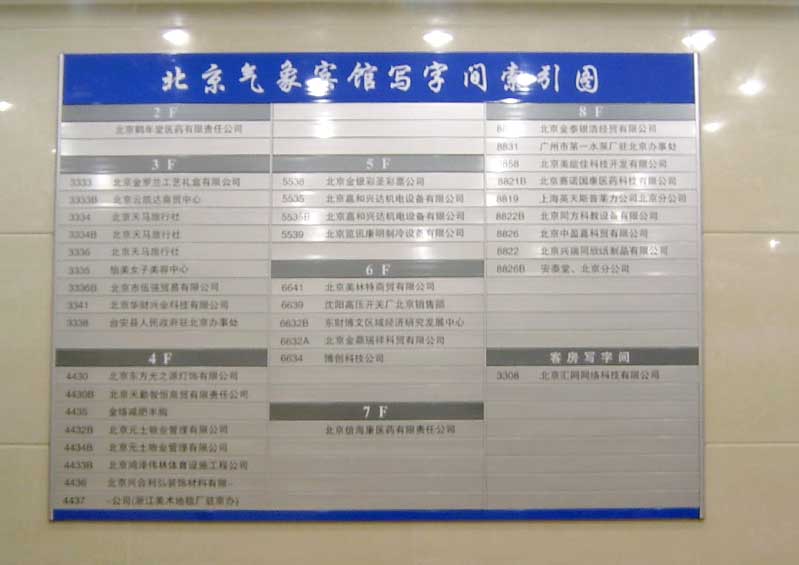 北京气象宾馆写字间索引图
2 F
北京鹤年堂医药有限责任公司
3 F
3333 北京金罗兰工艺礼盒有限公司
3333B 北京云凯达商贸中心
3334 北京天马旅行社
3334B 北京天马旅行社
3336 北京天马旅行社
3335 怡美女子美容中心
3336B 北京市伍强贸易有限公司
3341 北京华财兴业科技有限公司
3338 台安县人民政府驻北京办事处
4 F
4430 北京东方光之源灯饰有限公司
4430B 北京天勤智恒商贸有限责任公司
4435 金络减肥丰胸
4432B 北京元土物业管理有限公司
4434B 北京元土物业管理有限公司
4433B 北京鸿泽伟林体育设施工程公司
4436 北京兴合利弘装饰材料有限
4437 公司(浙江美术地毯厂驻京办)
5 F
5536 北京金银彩圣彩嘉公司
5535 北京嘉和兴达机电设备有限公司
5535B 北京嘉和兴达机电设备有限公司
5539 北京览讯康明制冷设备有限公司
6 F
6641 北京美林特商贸有限公司
6639 沈阳高压开关厂北京销售部
6632B 东财博文区域经济研究发展中心
6632A 北京金鼎瑞祥科贸有限公司
6634 博创科技公司
7 F
北京信海康医药有限责任公司
8 F
北京金泰银浩经贸有限公司
8831 广州市第一水泵厂驻北京办事处
8858 北京美能佳科技开发有限公司
8821B 北京赛诺国康医药科技有限公司
8819 上海英天斯普莱力公司北京分公司
8822B 北京同方科教设备有限公司
8826 北京中盈嘉科贸有限公司
8822 北京兴瑞同欣纸制品有限公司
8826B 安泰堂、北京分公司
客房写字间
3308 北京汇网网络科技有限公司